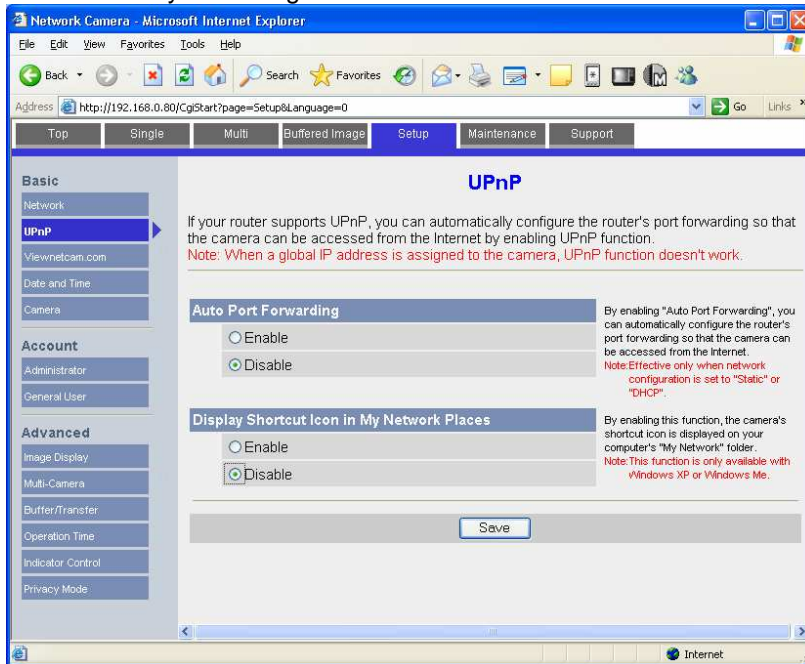 Network Camera - Microsoft Internet Explorer
File Edit View Favorites Tools Help
Back Search Favorites
Address http://192.168.0.80/CgiStart?page=Setup&Language=0 Go Links »
Top Single Multi Buffered Image Setup Maintenance Support
Basic
Network
UPnP
Viewnetcam.com
Date and Time
Camera
Account
Administrator
General User
Advanced
Image Display
Multi-Camera
Buffer/Transfer
Operation Time
Indicator Control
Privacy Mode
UPnP
If your router supports UPnP, you can automatically configure the router's port forwarding so that
the camera can be accessed from the Internet by enabling UPnP function.
Note: When a global IP address is assigned to the camera, UPnP function doesn't work.
Auto Port Forwarding
Enable
Disable
By enabling "Auto Port Forwarding", you
can automatically configure the router's
port forwarding so that the camera can
be accessed from the Internet.
Note:Effective only when network
configuration is set to "Static" or
"DHCP".
Display Shortcut Icon in My Network Places
Enable
Disable
By enabling this function, the camera's
shortcut icon is displayed on your
computer's "My Network" folder.
Note:This function is only available with
Windows XP or Windows Me.
Save
Internet